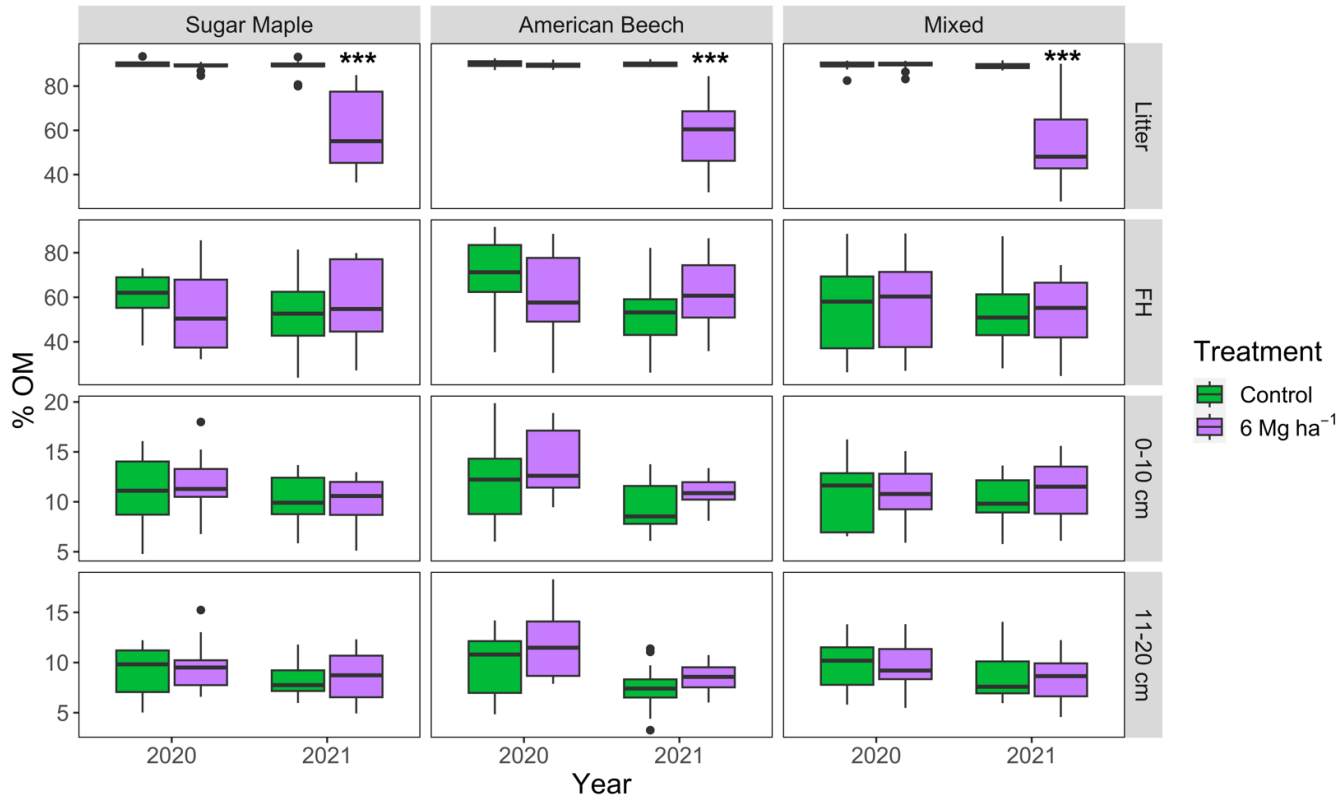 Sugar Maple
American Beech
Mixed
***
***
***
80
60
40
Litter
80
60
40
FH
20
15
10
5
0-10 cm
15
10
5
11-20 cm
% OM
2020
2021
2020
2021
2020
2021
Year
Treatment
Control
6 Mg ha⁻¹